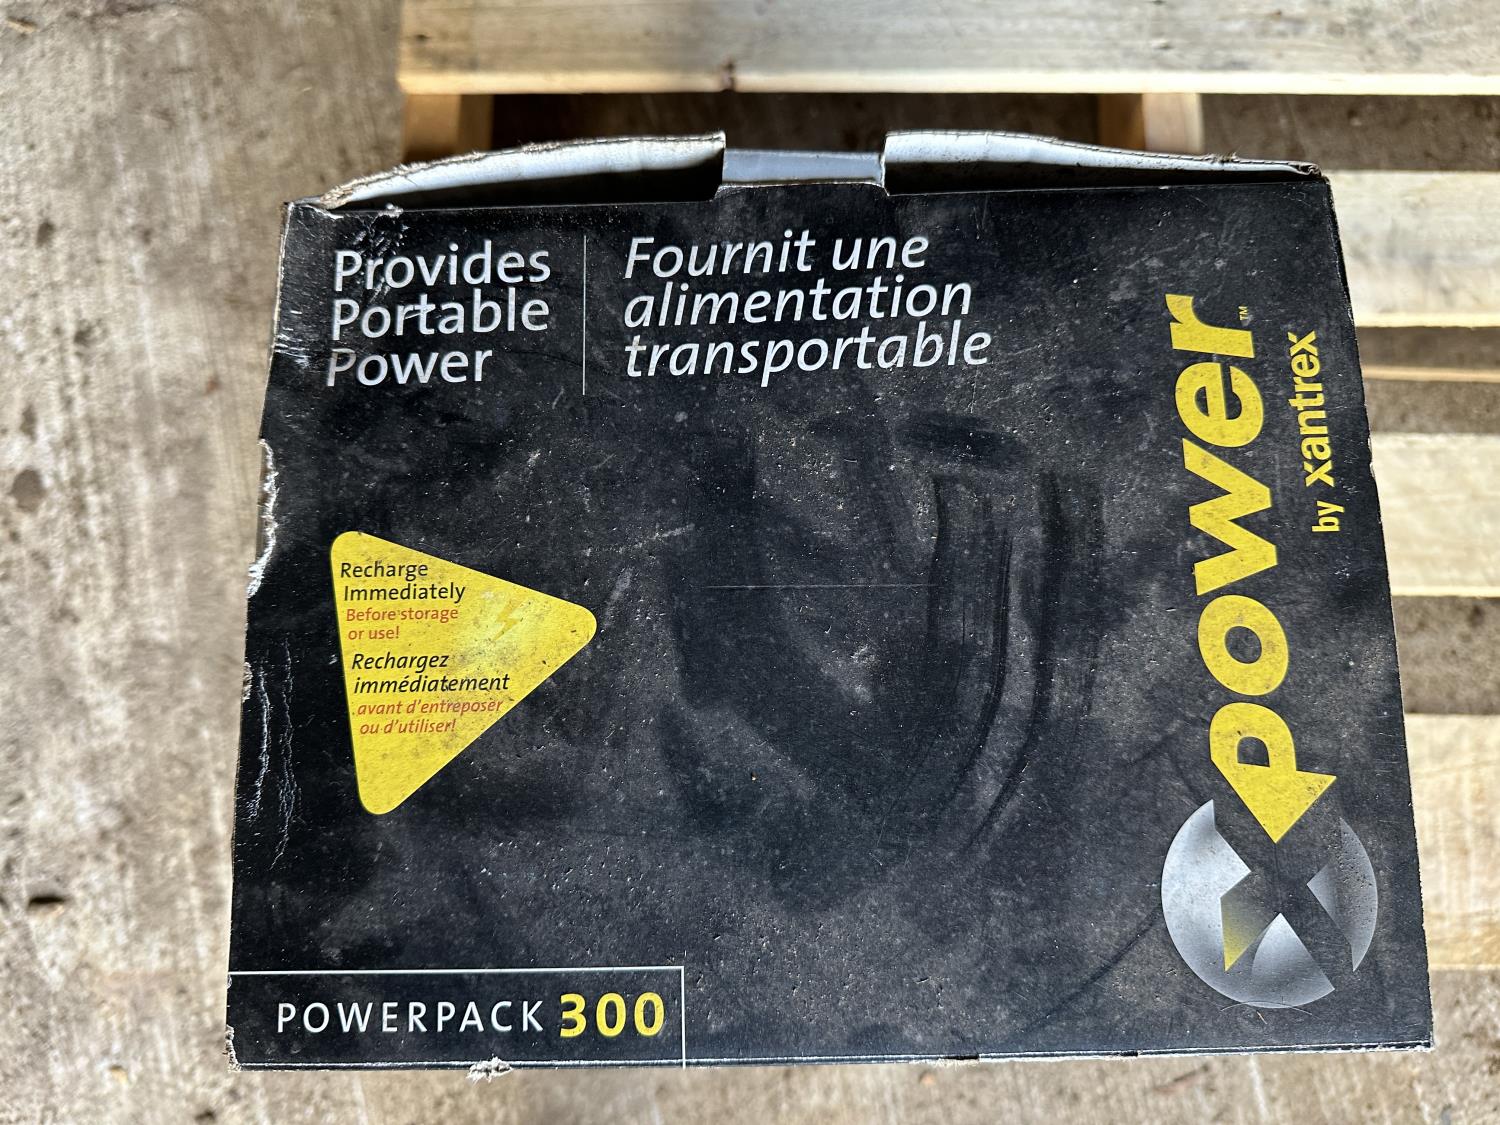 Provides
Portable
Power
Fournit une
alimentation
transportable
Recharge
Immediately
Before storage
or use!
Rechargez
immédiatement
avant d'entreposer
ou d'utiliser!
Xpower™
by xantrex
POWERPACK 300